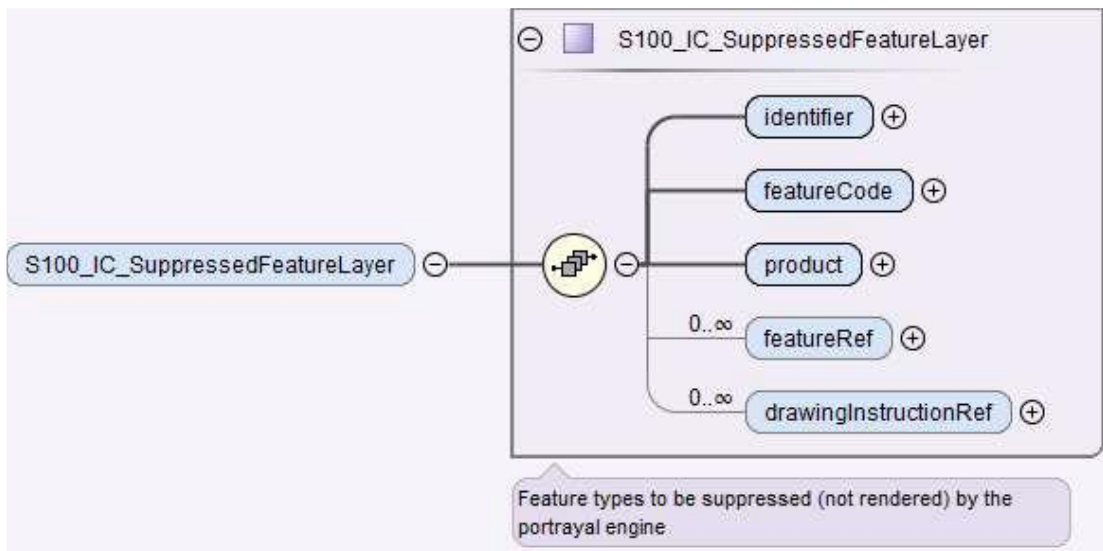 S100_IC_SuppressedFeatureLayer
identifier
featureCode
S100_IC_SuppressedFeatureLayer
product
0..∞
featureRef
0..∞
drawingInstructionRef
Feature types to be suppressed (not rendered) by the
portrayal engine